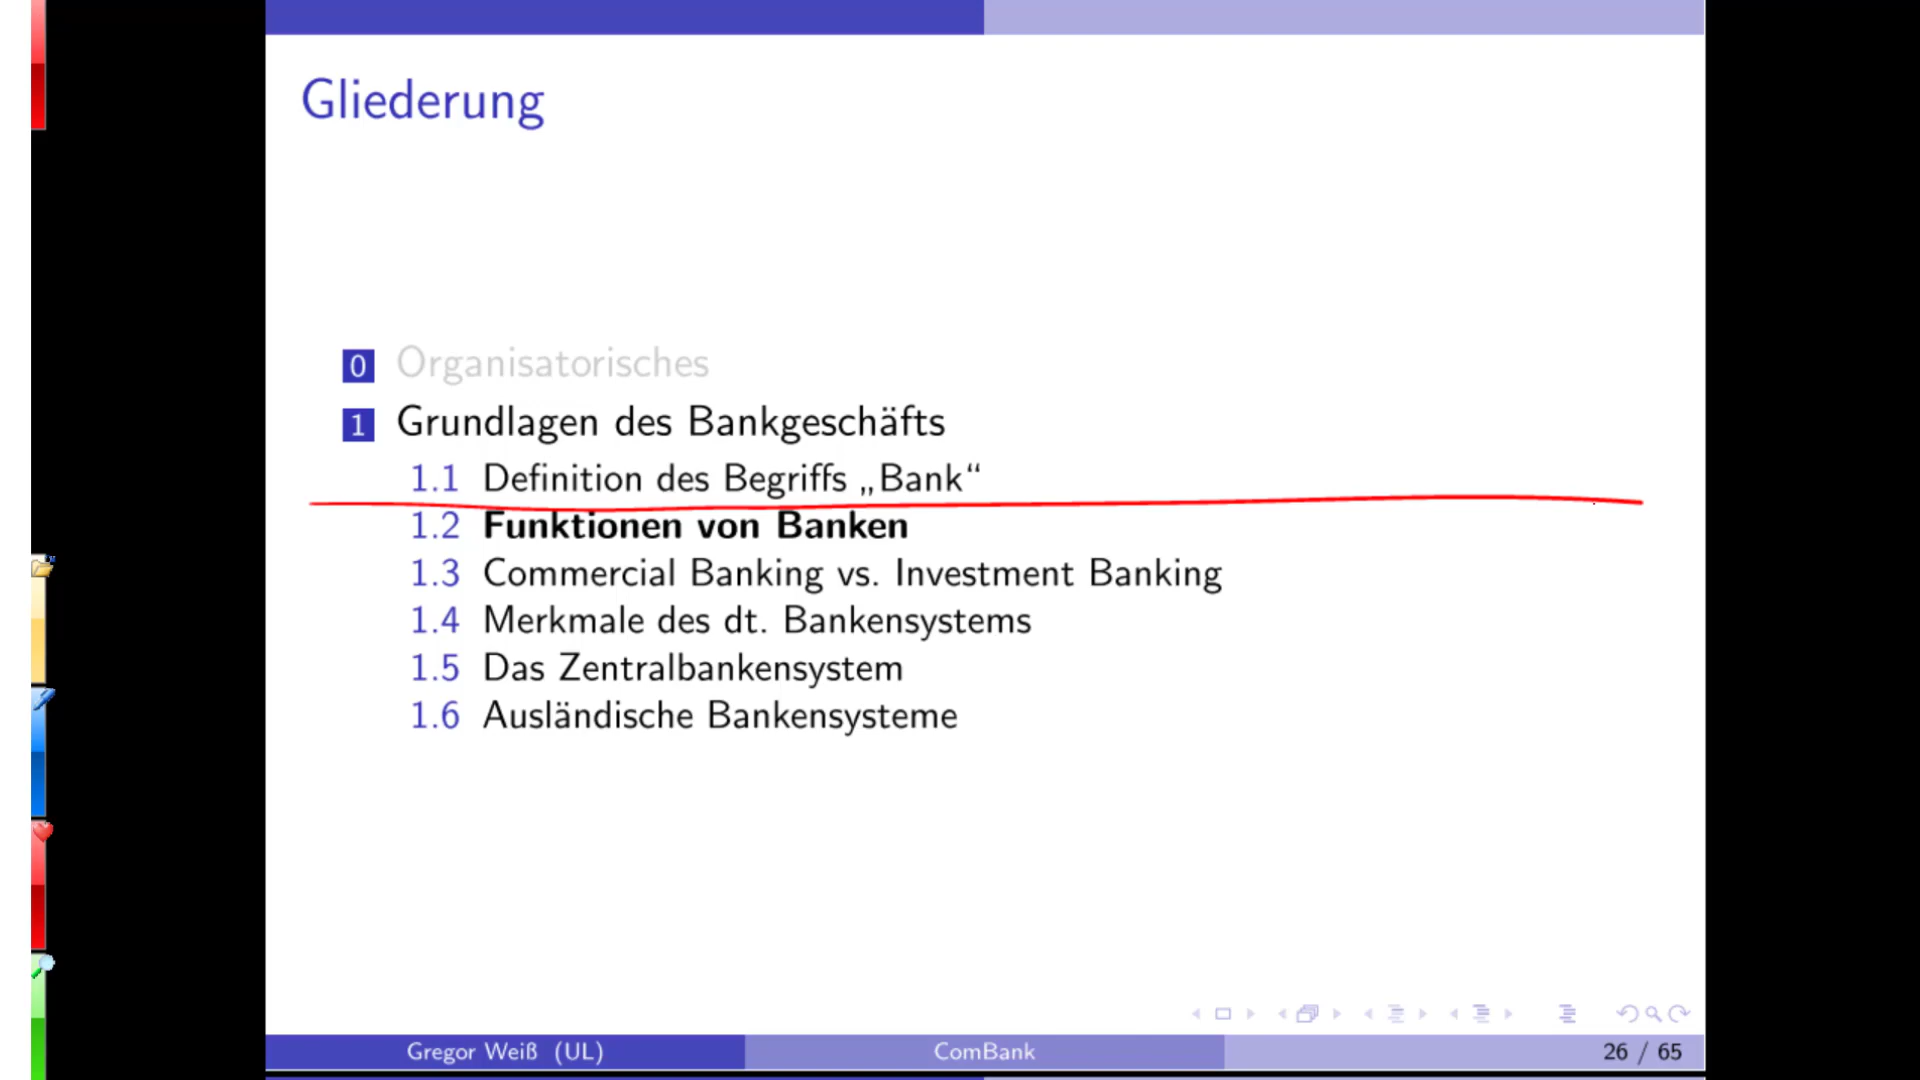 Gliederung
0 Organisatorisches
1 Grundlagen des Bankgeschäfts
1.1 Definition des Begriffs „Bank“
1.2 Funktionen von Banken
1.3 Commercial Banking vs. Investment Banking
1.4 Merkmale des dt. Bankensystems
1.5 Das Zentralbankensystem
1.6 Ausländische Bankensysteme
Gregor Weiß (UL) ComBank 26 / 65